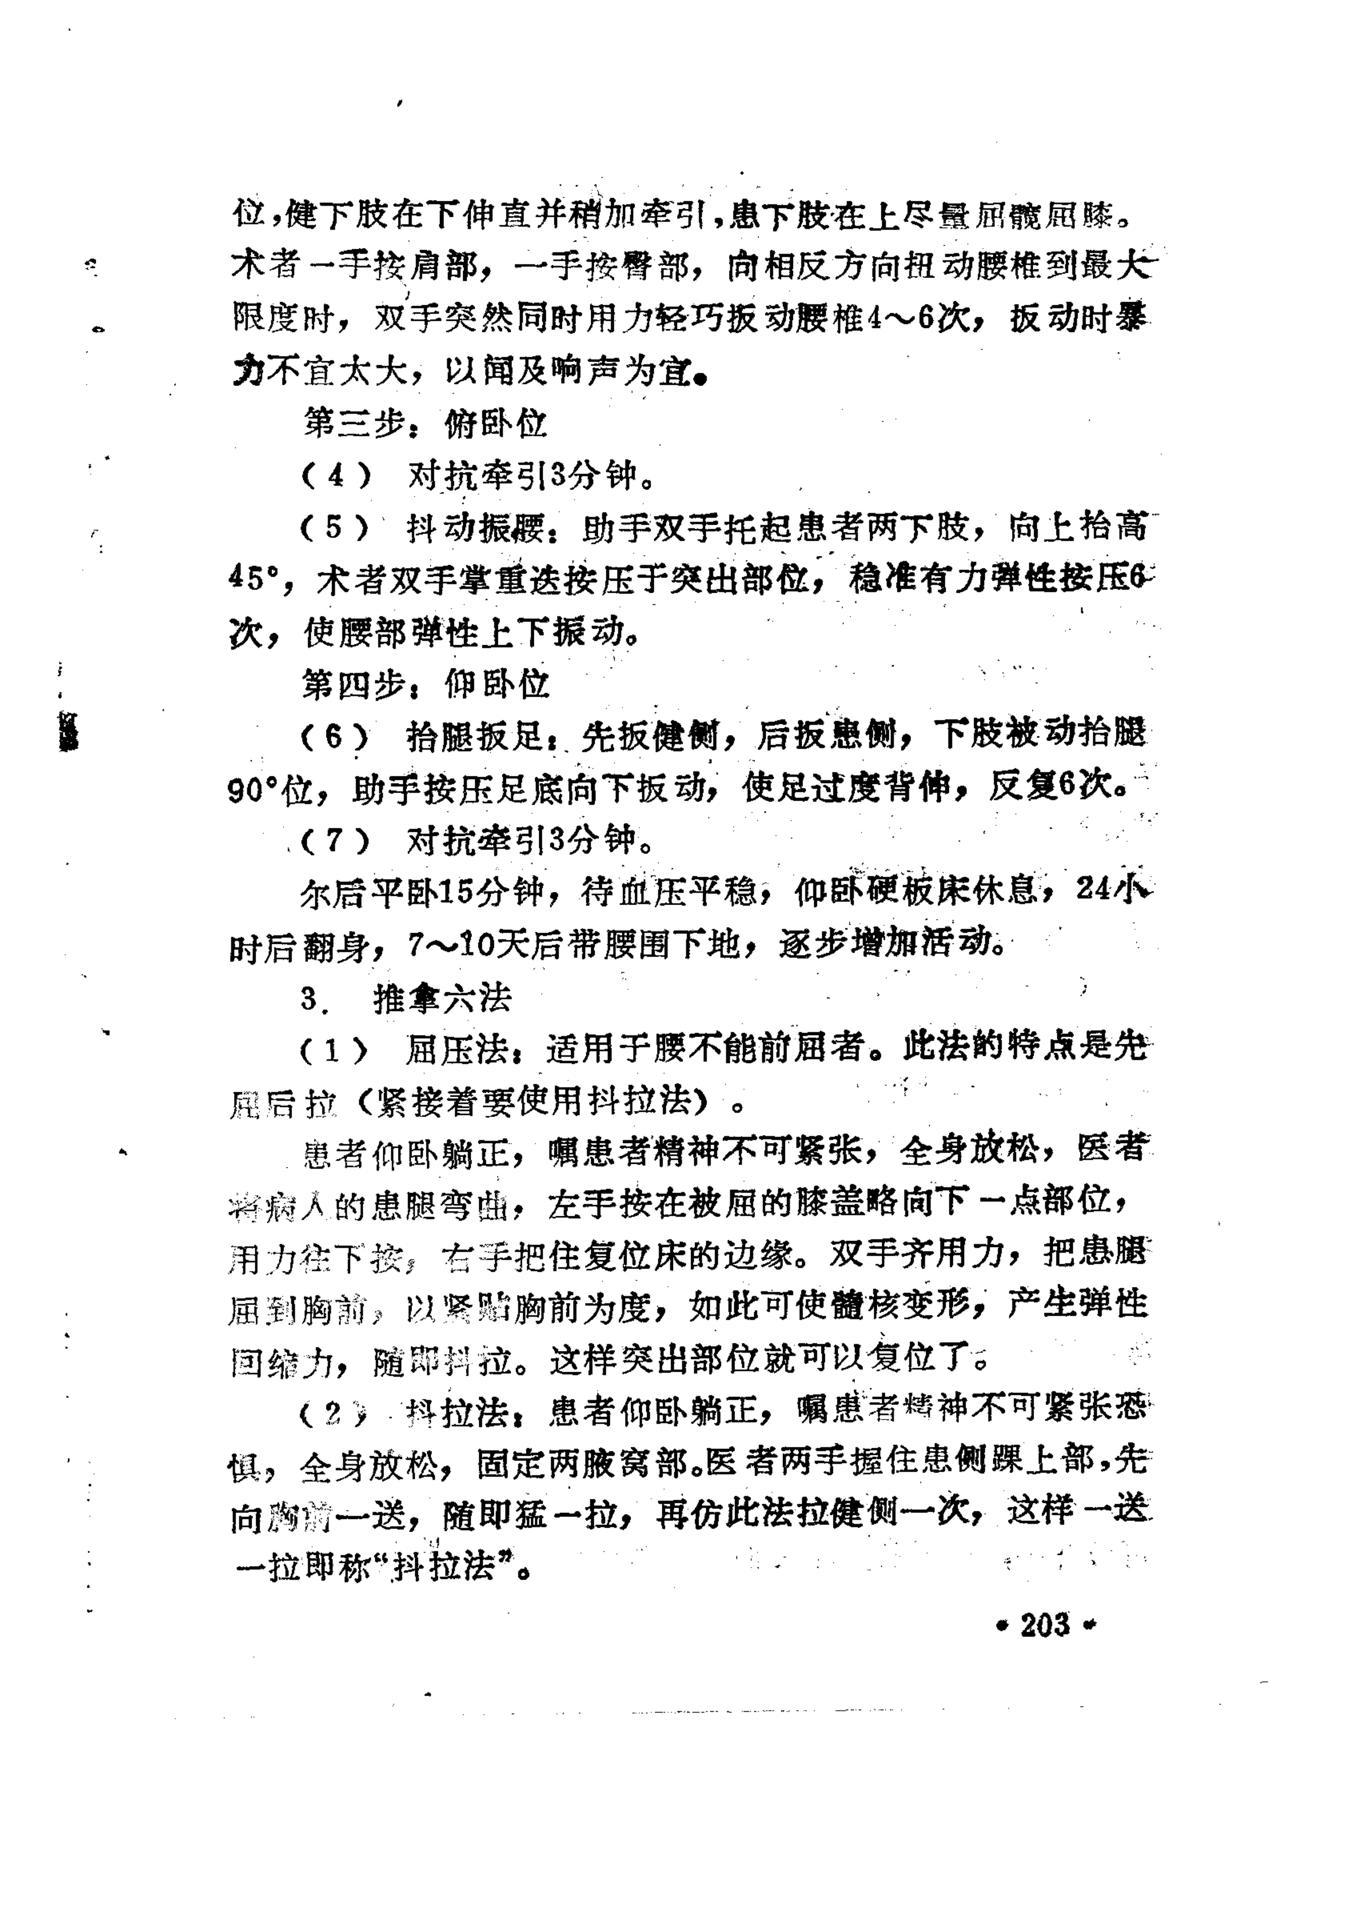 位，健下肢在下伸直并稍加牵引，患下肢在上尽量屈髋屈膝。
术者一手按肩部，一手按臀部，向相反方向扭动腰椎到最大
限度时，双手突然同时用力轻巧扳动腰椎4～6次，扳动时暴
力不宜太大，以闻及响声为宜。
第三步：俯卧位
（4） 对抗牵引3分钟。
（5） 抖动振腰：助手双手托起患者两下肢，向上抬高
45°，术者双手掌重迭按压于突出部位，稳准有力弹性按压6
次，使腰部弹性上下振动。
第四步：仰卧位
（6） 抬腿扳足：先扳健侧，后扳患侧，下肢被动抬腿
90°位，助手按压足底向下扳动，使足过度背伸，反复6次。
（7） 对抗牵引3分钟。
尔后平卧15分钟，待血压平稳，仰卧硬板床休息，24小
时后翻身，7～10天后带腰围下地，逐步增加活动。
3． 推拿六法
（1） 屈压法：适用于腰不能前屈者。此法的特点是先
屈后拉（紧接着要使用抖拉法）。
患者仰卧躺正，嘱患者精神不可紧张，全身放松，医者
将病人的患腿弯曲，左手按在被屈的膝盖略向下一点部位，
用力往下按，右手把住复位床的边缘。双手齐用力，把患腿
屈到胸前，以紧贴胸前为度，如此可使髓核变形，产生弹性
回缩力，随即抖拉。这样突出部位就可以复位了。
（2） 抖拉法：患者仰卧躺正，嘱患者精神不可紧张恐
惧，全身放松，固定两腋窝部。医者两手握住患侧踝上部，先
向胸前一送，随即猛一拉，再仿此法拉健侧一次，这样一送
一拉即称“抖拉法”。
• 203 •